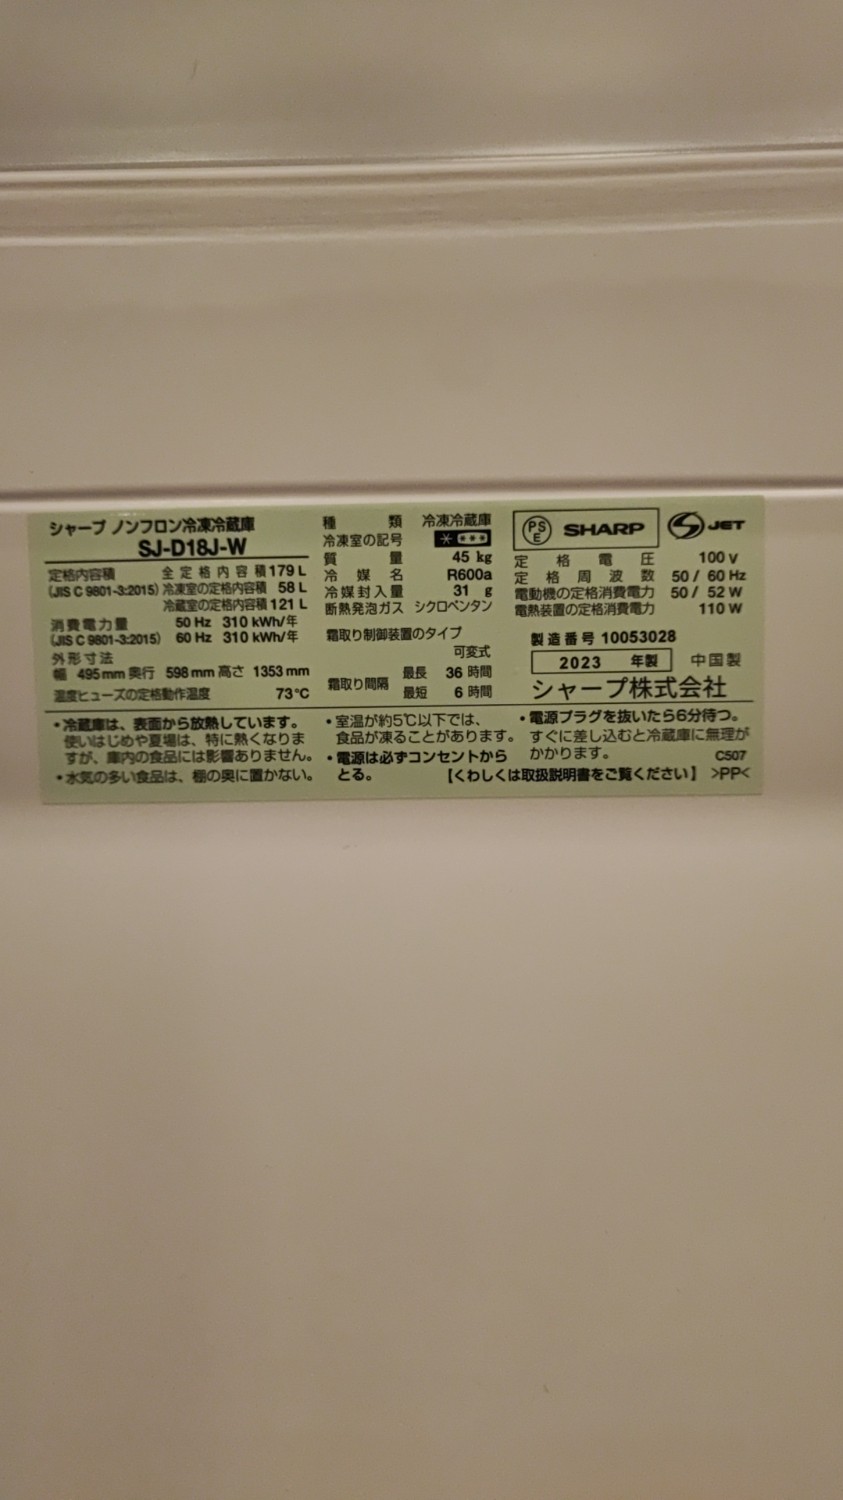 シャープ ノンフロン冷凍冷蔵庫
SJ-D18J-W
定格内容積 全定格内容積 179 L
(JIS C 9801-3:2015) 冷凍室の定格内容積 58 L
冷蔵室の定格内容積 121 L
消費電力量 50 Hz 310 kWh/年
(JIS C 9801-3:2015) 60 Hz 310 kWh/年
外形寸法
幅 495 mm 奥行 598 mm 高さ 1353 mm
温度ヒューズの定格動作温度 73℃
種類 冷凍冷蔵庫
冷凍室の記号
質量 45 kg
冷媒名 R600a
冷媒封入量 31 g
断熱発泡ガス シクロペンタン
霜取り制御装置のタイプ
可変式
霜取り間隔 最長 36 時間
最短 6 時間
PS E SHARP JET
定格電圧 100 V
定格周波数 50 / 60 Hz
電動機の定格消費電力 50 / 52 W
電熱装置の定格消費電力 110 W
製造番号 10053028
2023 年製 中国製
シャープ株式会社
・冷蔵庫は、表面から放熱しています。
使いはじめや夏場は、特に熱くなりま
すが、庫内の食品には影響ありません。
・水気の多い食品は、棚の奥に置かない。
・室温が約5℃以下では、
食品が凍ることがあります。
・電源は必ずコンセントから
とる。
・電源プラグを抜いたら6分待つ。
すぐに差し込むと冷蔵庫に無理が
かかります。 C507
【くわしくは取扱説明書をご覧ください】 >PP<